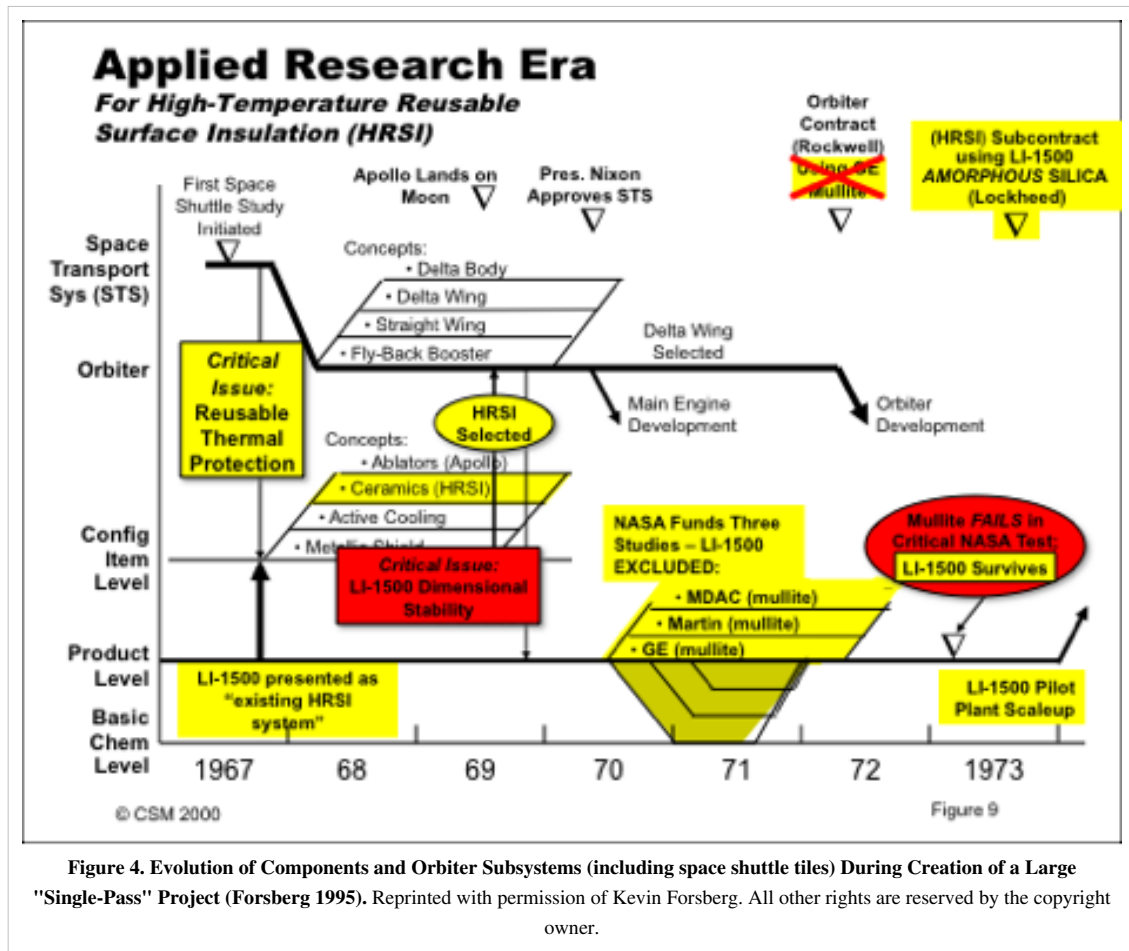 Applied Research Era
For High-Temperature Reusable
Surface Insulation (HRSI)
First Space
Shuttle Study
Initiated
Apollo Lands on
Moon
Pres. Nixon
Approves STS
Orbiter
Contract
(Rockwell)
Using GE
Mullite
(HRSI) Subcontract
using LI-1500
AMORPHOUS SILICA
(Lockheed)
Space
Transport
Sys (STS)
Concepts:
• Delta Body
• Delta Wing
• Straight Wing
• Fly-Back Booster
Delta Wing
Selected
Orbiter
Critical
Issue:
Reusable
Thermal
Protection
HRSI
Selected
Main Engine
Development
Orbiter
Development
Concepts:
• Ablators (Apollo)
• Ceramics (HRSI)
• Active Cooling
• Metallic Shield
Config
Item
Level
Critical Issue:
LI-1500 Dimensional
Stability
NASA Funds Three
Studies – LI-1500
EXCLUDED:
• MDAC (mullite)
• Martin (mullite)
• GE (mullite)
Mullite FAILS in
Critical NASA Test:
LI-1500 Survives
Product
Level
LI-1500 presented as
"existing HRSI
system"
LI-1500 Pilot
Plant Scaleup
Basic
Chem
Level
1967 68 69 70 71 72 1973
© CSM 2000
Figure 9
Figure 4. Evolution of Components and Orbiter Subsystems (including space shuttle tiles) During Creation of a Large
"Single-Pass" Project (Forsberg 1995). Reprinted with permission of Kevin Forsberg. All other rights are reserved by the copyright
owner.